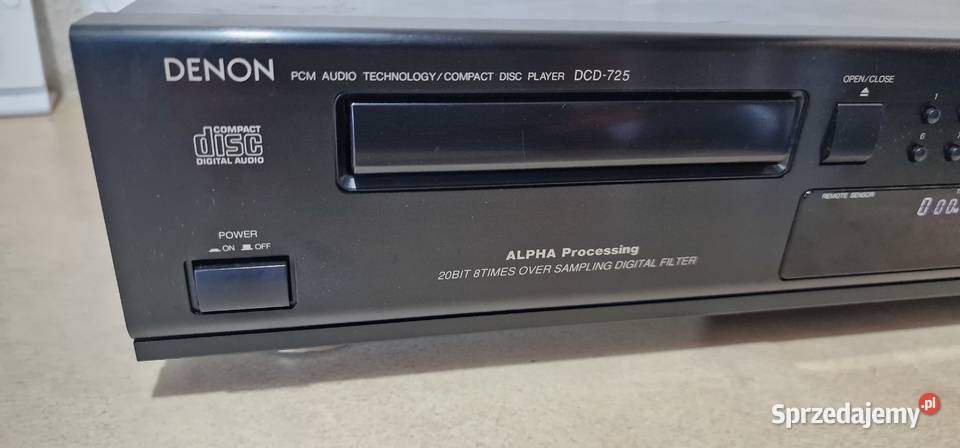 DENON PCM AUDIO TECHNOLOGY/COMPACT DISC PLAYER DCD-725
OPEN/CLOSE
1
6
COMPACT
disc
DIGITAL AUDIO
REMOTE SENSOR
POWER
ON OFF
ALPHA Processing
20BIT 8TIMES OVER SAMPLING DIGITAL FILTER
Sprzedajemy.pl